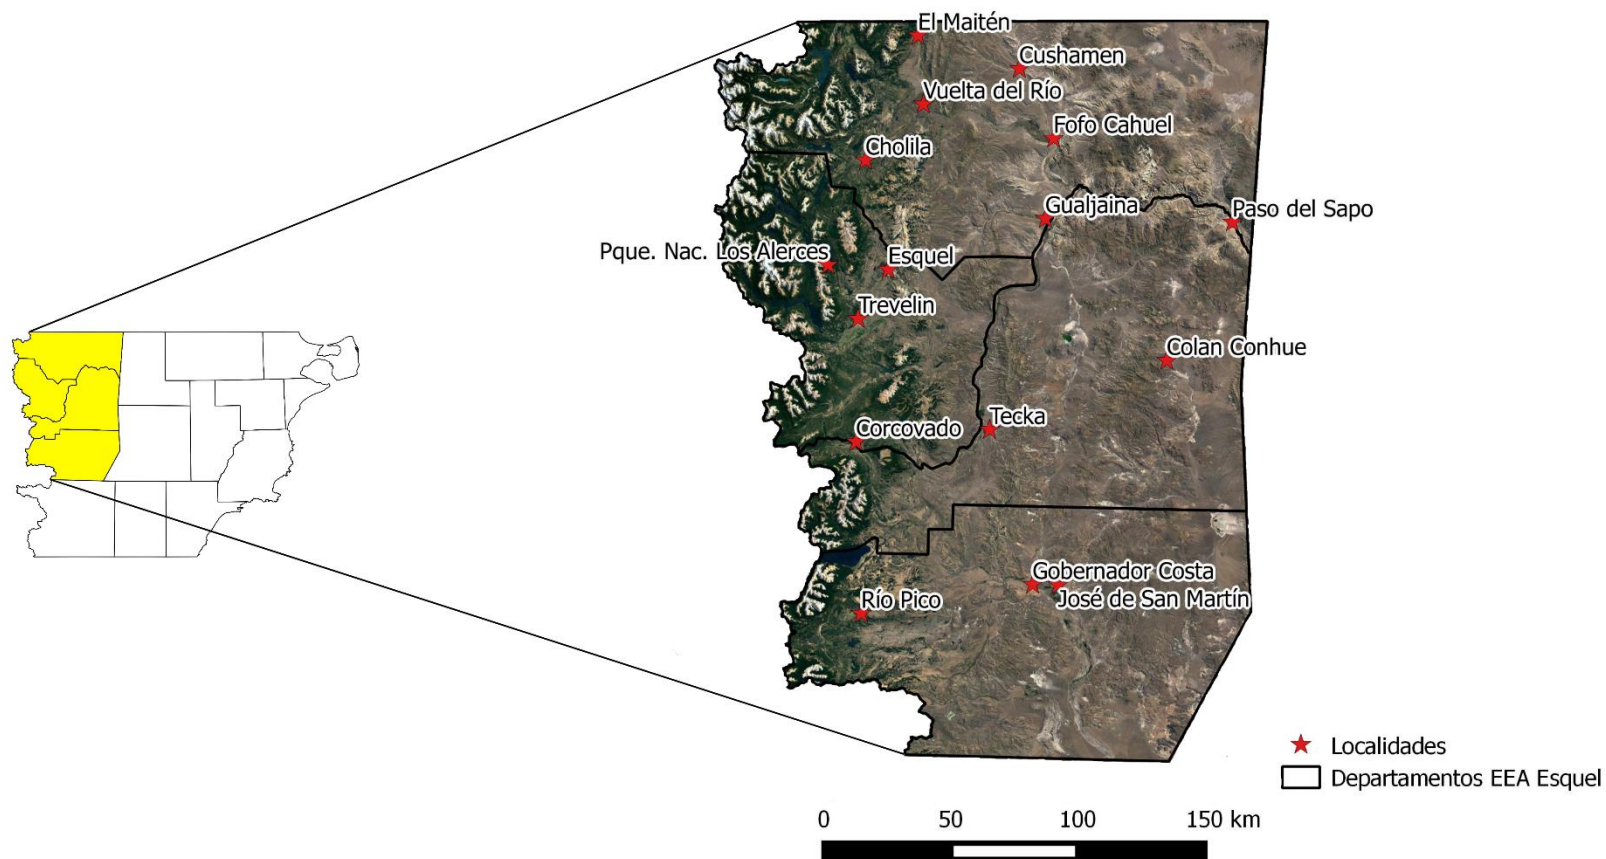 El Maitén
Cushamen
Vuelta del Río
Fofo Cahuel
Cholila
Gualjaina
Paso del Sapo
Pque. Nac. Los Alerces
Esquel
Trevelin
Colan Conhue
Tecka
Corcovado
Gobernador Costa
José de San Martín
Río Pico
Localidades
Departamentos EEA Esquel
0 50 100 150 km